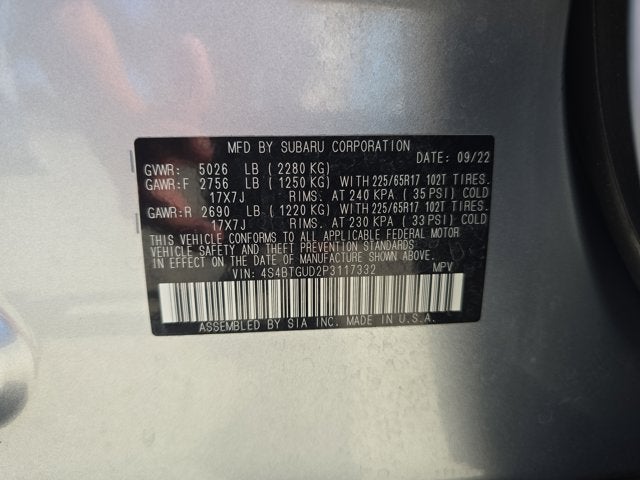 MFD BY SUBARU CORPORATION
DATE: 09/22
GVWR: 5026 LB ( 2280 KG)
GAWR:F 2756 LB ( 1250 KG) WITH 225/65R17 102T TIRES.
17X7J RIMS. AT 240 KPA ( 35 PSI) COLD
GAWR:R 2690 LB ( 1220 KG) WITH 225/65R17 102T TIRES.
17X7J RIMS. AT 230 KPA ( 33 PSI) COLD
THIS VEHICLE CONFORMS TO ALL APPLICABLE FEDERAL MOTOR
VEHICLE SAFETY AND THEFT PREVENTION STANDARDS
IN EFFECT ON THE DATE OF MANUFACTURE SHOWN ABOVE.
VIN: 4S4BTGUD2P3117332 MPV
ASSEMBLED BY SIA INC. MADE IN U.S.A.